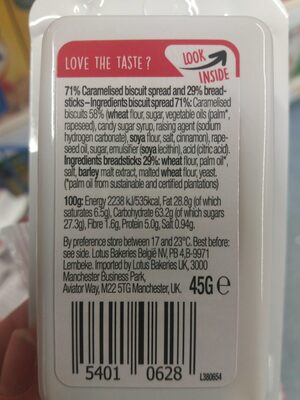 LOVE THE TASTE?
LOOK
INSIDE
71% Caramelised biscuit spread and 29% bread-
sticks – Ingredients biscuit spread 71%: Caramelised
biscuits 58% (wheat flour, sugar, vegetable oils (palm*,
rapeseed), candy sugar syrup, raising agent (sodium
hydrogen carbonate), soya flour, salt, cinnamon), rape-
seed oil, sugar, emulsifier (soya lecithin), acid (citric acid).
Ingredients breadsticks 29%: wheat flour, palm oil*,
salt, barley malt extract, malted wheat flour, yeast.
(*palm oil from sustainable and certified plantations)
100g: Energy 2238 kJ/535kcal, Fat 28.8g (of which
saturates 6.5g), Carbohydrate 63.2g (of which sugars
27.3g), Fibre 1.6g, Protein 5.0g, Salt 0.94g.
By preference store between 17 and 23°C. Best before:
see side. Lotus Bakeries België NV, PB 4,B-9971
Lembeke. Imported by Lotus Bakeries UK, 3000
Manchester Business Park,
Aviator Way, M22 5TG Manchester, UK.
45G e
5401 0628
L380654